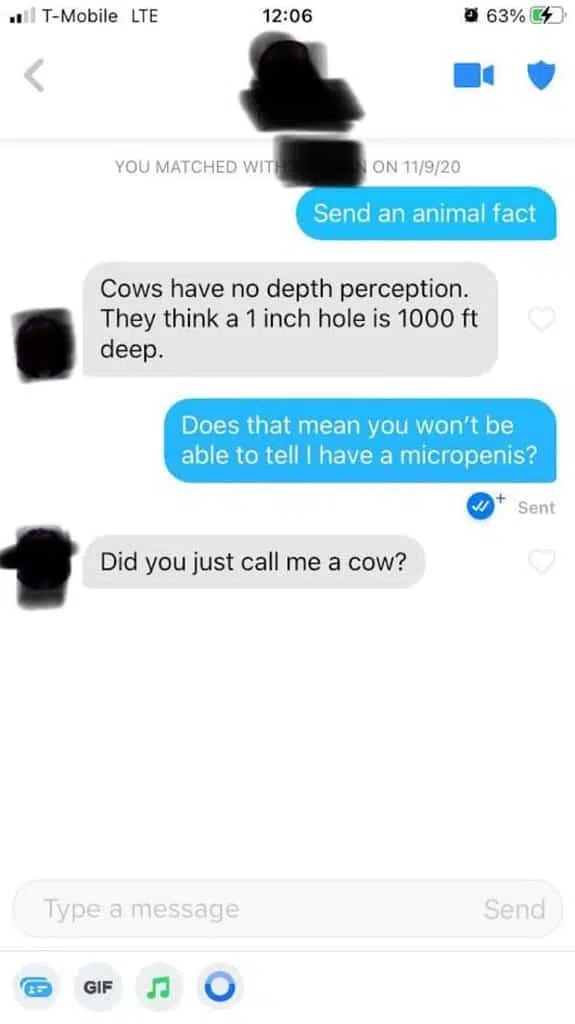 T-Mobile LTE 12:06 63%
YOU MATCHED WITH ON 11/9/20
Send an animal fact
Cows have no depth perception.
They think a 1 inch hole is 1000 ft
deep.
Does that mean you won't be
able to tell I have a micropenis?
Sent
Did you just call me a cow?
Type a message Send
GIF